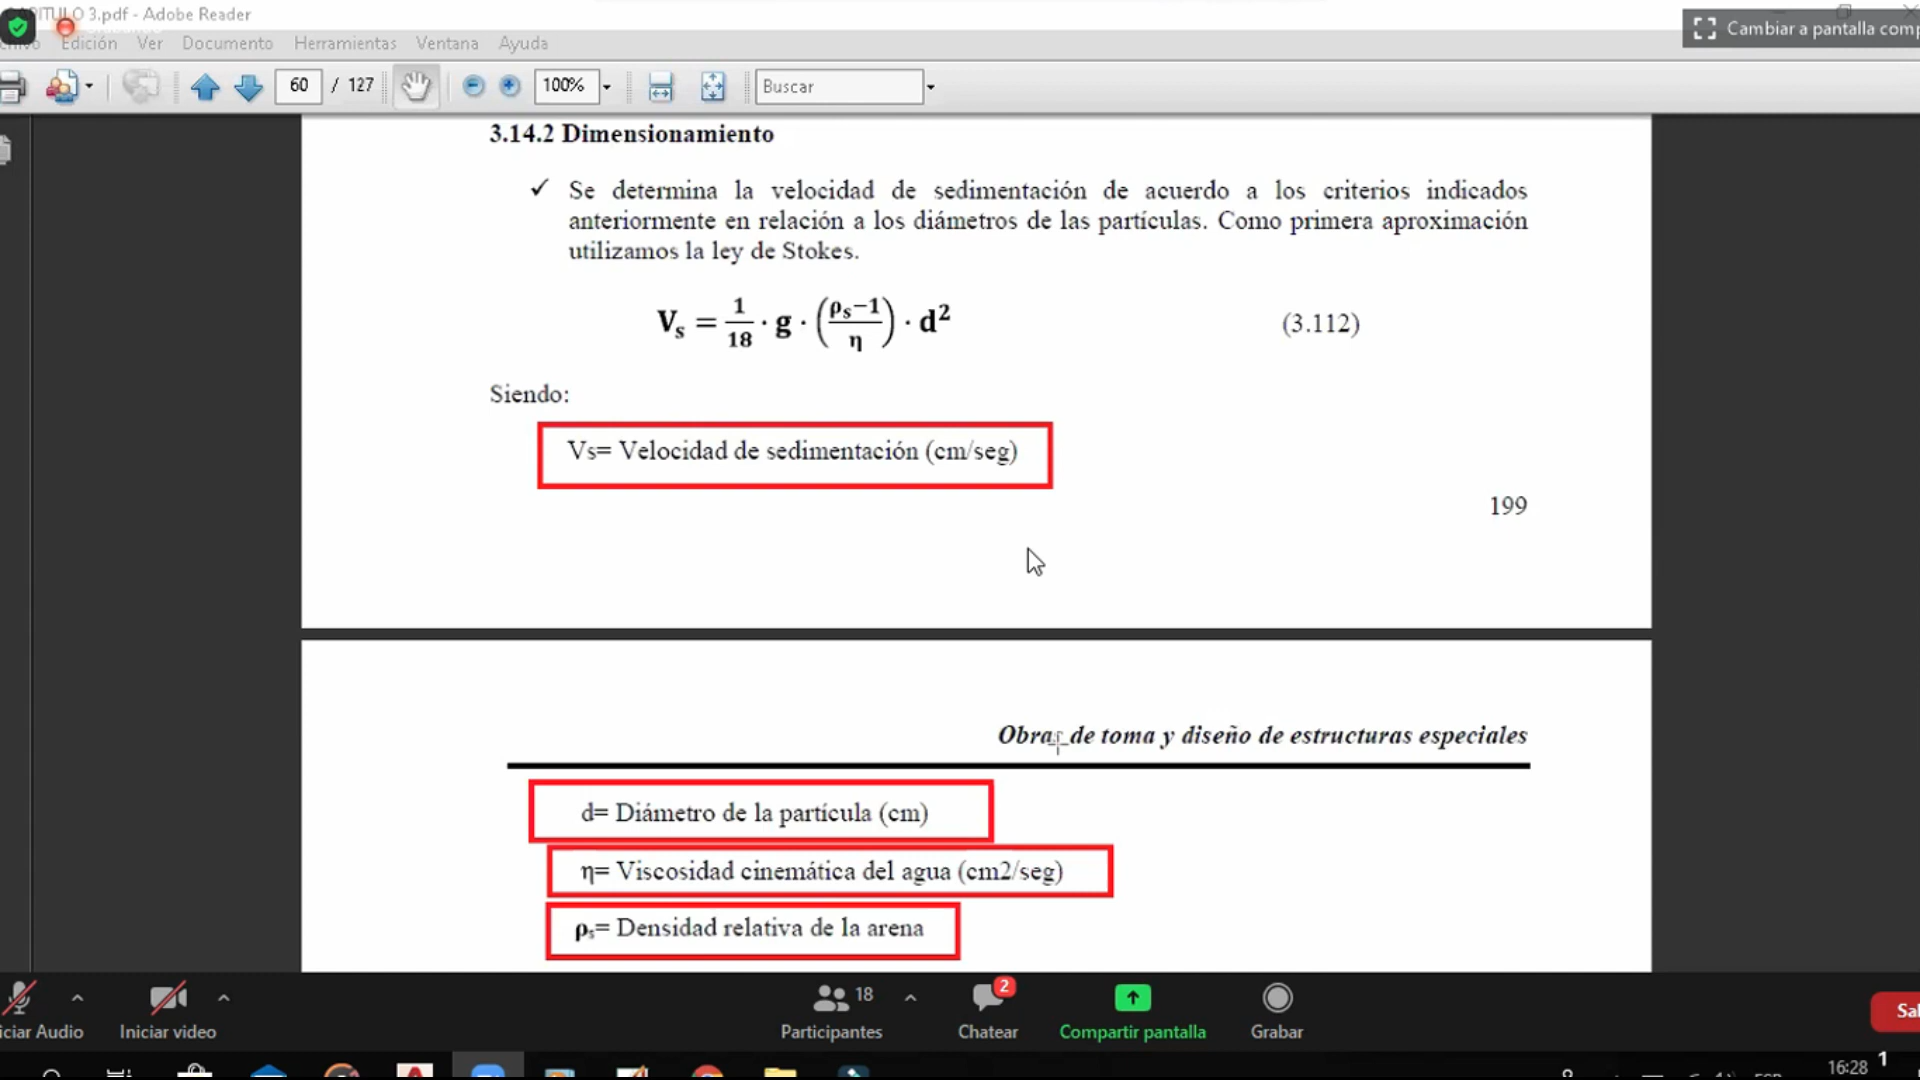 CAPITULO 3.pdf - Adobe Reader
Edición Ver Documento Herramientas Ventana Ayuda
Cambiar a pantalla comp
60 / 127 100% Buscar
3.14.2 Dimensionamiento
✓ Se determina la velocidad de sedimentación de acuerdo a los criterios indicados
anteriormente en relación a los diámetros de las partículas. Como primera aproximación
utilizamos la ley de Stokes.
Vₛ = 1/18 · g · (ρₛ−1/η) · d² (3.112)
Siendo:
Vs= Velocidad de sedimentación (cm/seg)
199
Obras de toma y diseño de estructuras especiales
d= Diámetro de la partícula (cm)
η= Viscosidad cinemática del agua (cm2/seg)
ρₛ= Densidad relativa de la arena
18 2
iciar Audio Iniciar video Participantes Chatear Compartir pantalla Grabar Sal
16:28 1